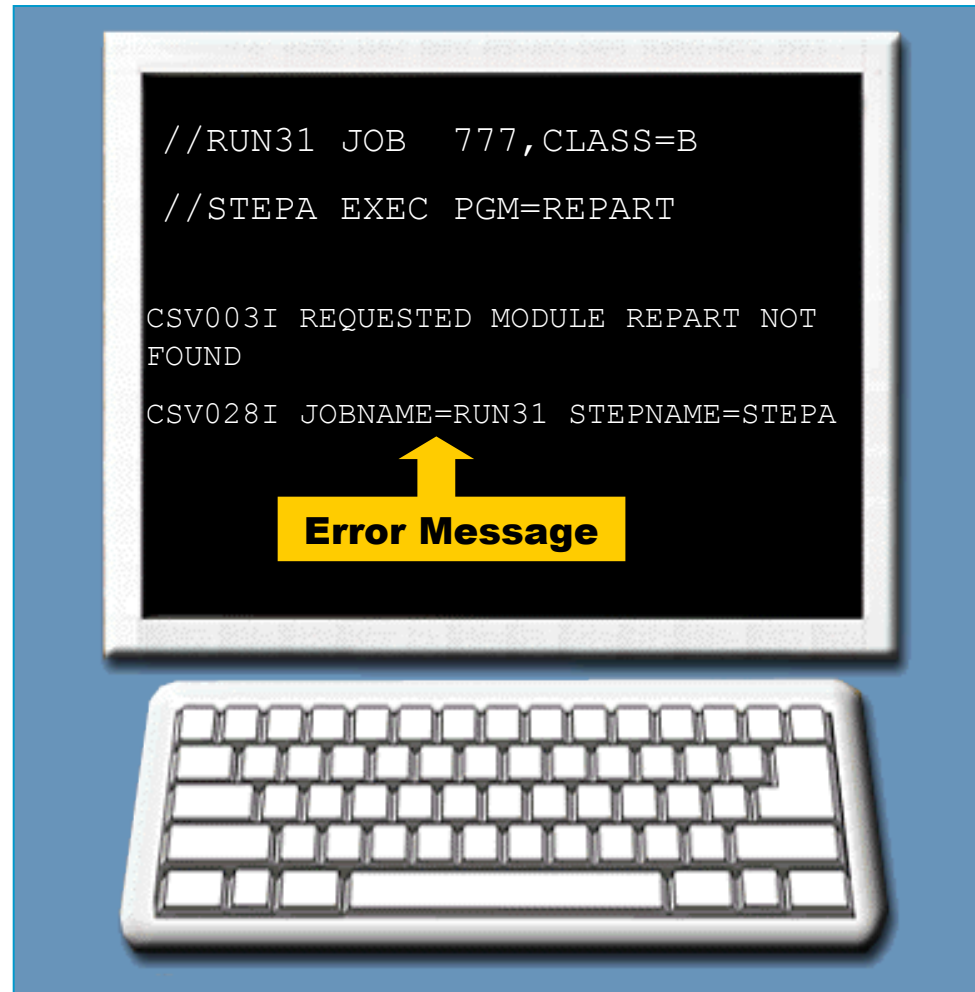 //RUN31 JOB  777,CLASS=B
//STEPA EXEC PGM=REPART
CSV003I REQUESTED MODULE REPART NOT
FOUND
CSV028I JOBNAME=RUN31 STEPNAME=STEPA
Error Message